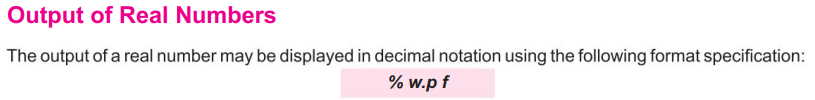 Output of Real Numbers
The output of a real number may be displayed in decimal notation using the following format specification:
% w.p f